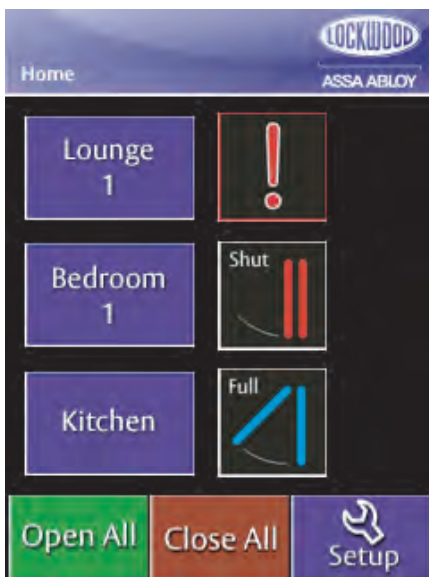 LOCKWOOD
Home
ASSA ABLOY
Lounge
1
!
Bedroom
1
Shut
Kitchen
Full
Open All
Close All
Setup